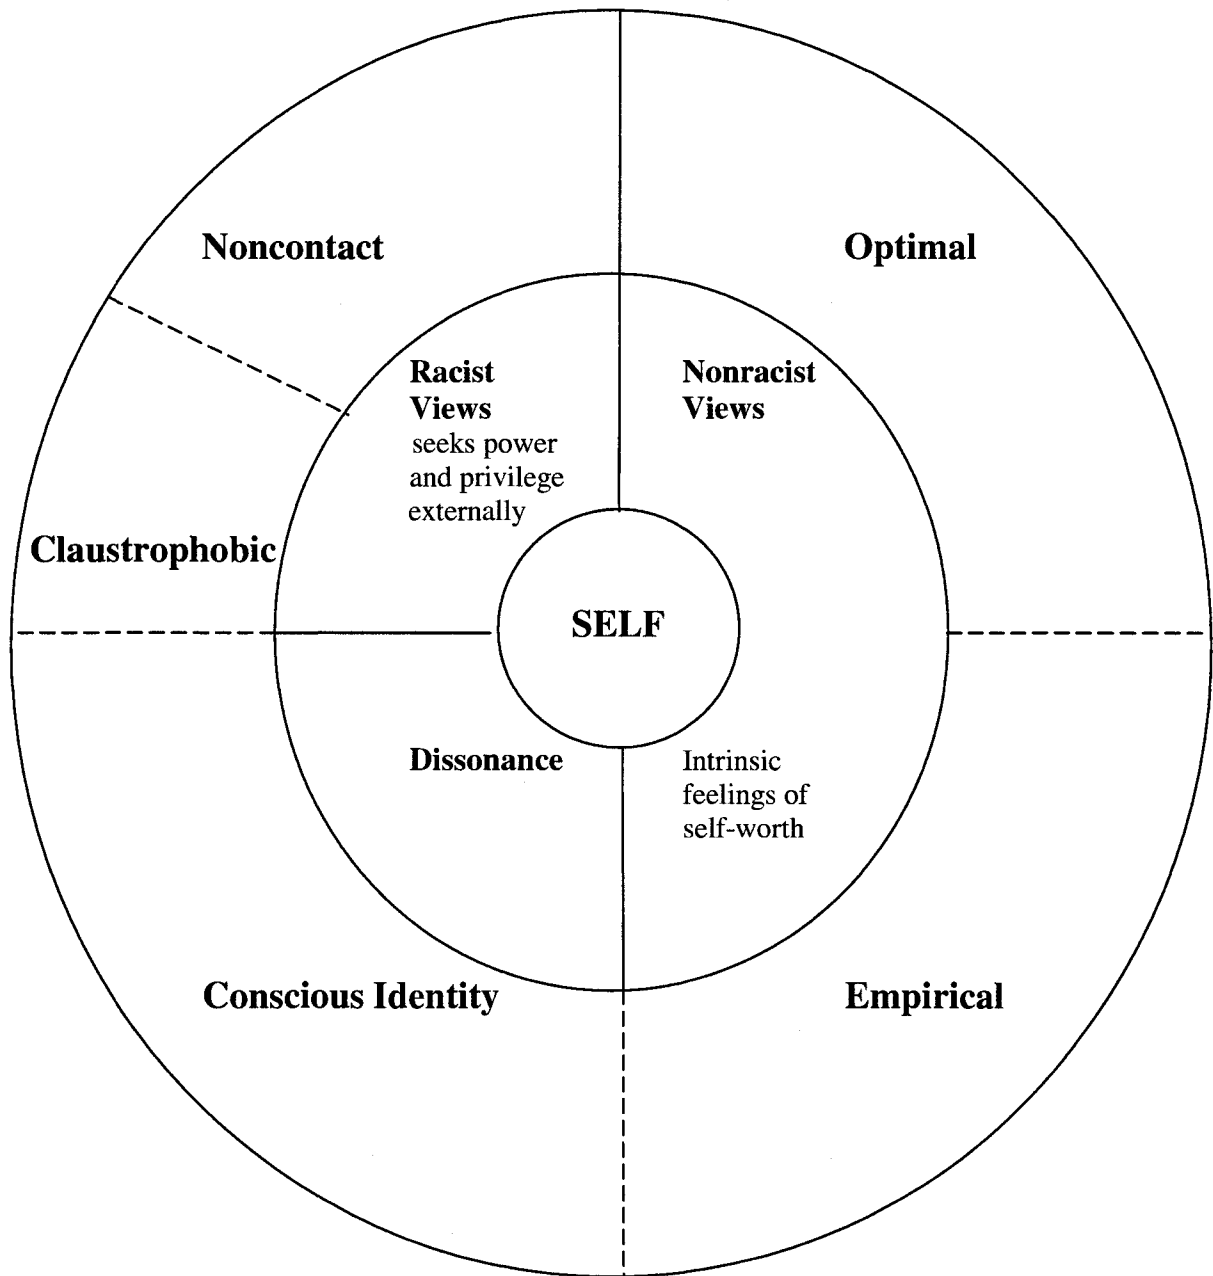 Noncontact
Optimal
Racist
Views
seeks power
and privilege
externally
Nonracist
Views
Claustrophobic
SELF
Dissonance
Intrinsic
feelings of
self-worth
Conscious Identity
Empirical